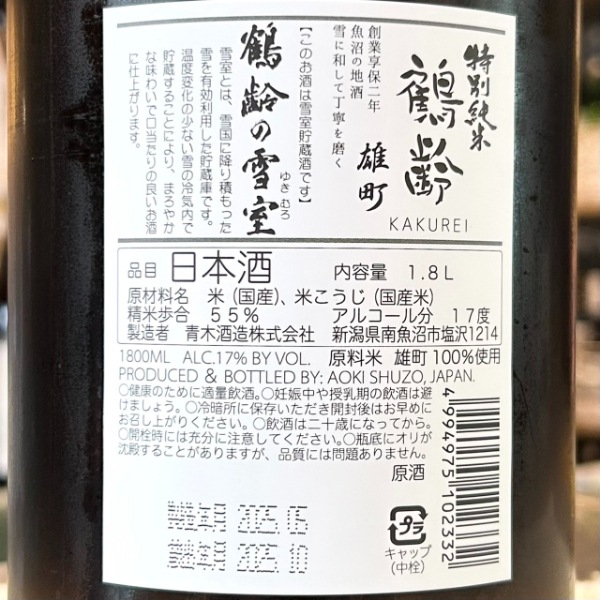 特別純米
鶴齢
KAKUREI
雄町
創業享保二年
魚沼の地酒
雪に和して丁寧を磨く
【このお酒は雪室貯蔵酒です】
鶴齢の雪室
ゆきむろ
雪室とは、雪国に降り積もった
雪を有効利用した貯蔵庫です。
温度変化の少ない雪の冷気内で
貯蔵することにより、まろやか
な味わいで口当たりの良いお酒
に仕上がります。
品目 日本酒 内容量 1.8L
原材料名 米(国産)、米こうじ(国産米)
精米歩合 55% アルコール分 17度
製造者 青木酒造株式会社 新潟県南魚沼市塩沢1214
1800ML ALC.17% BY VOL. 原料米 雄町100%使用
PRODUCED & BOTTLED BY: AOKI SHUZO, JAPAN.
○健康のために適量飲酒。○妊娠中や授乳期の飲酒は避
けましょう。○冷暗所に保存いただき開封後はお早めに
お召し上がりください。○飲酒は二十歳になってから。
○開栓時には充分に注意してください。○瓶底にオリが
沈殿することがありますが、品質には問題ありません。
原酒
製造年月 2025.05
2025.10
プラ
キャップ
(中栓)
4994975102332